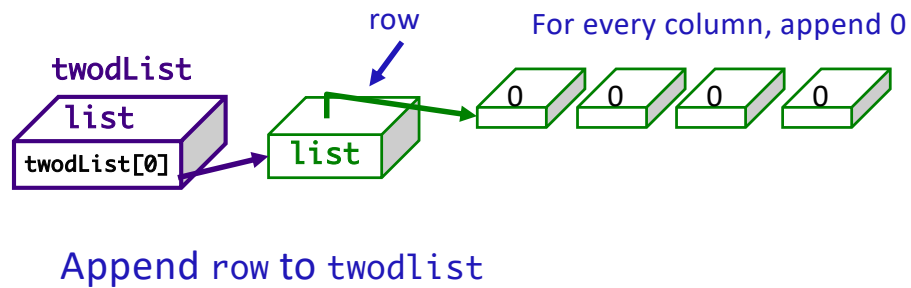 row
For every column, append 0
twodList
list
twodList[0]
list
0 0 0 0
Append row to twodlist